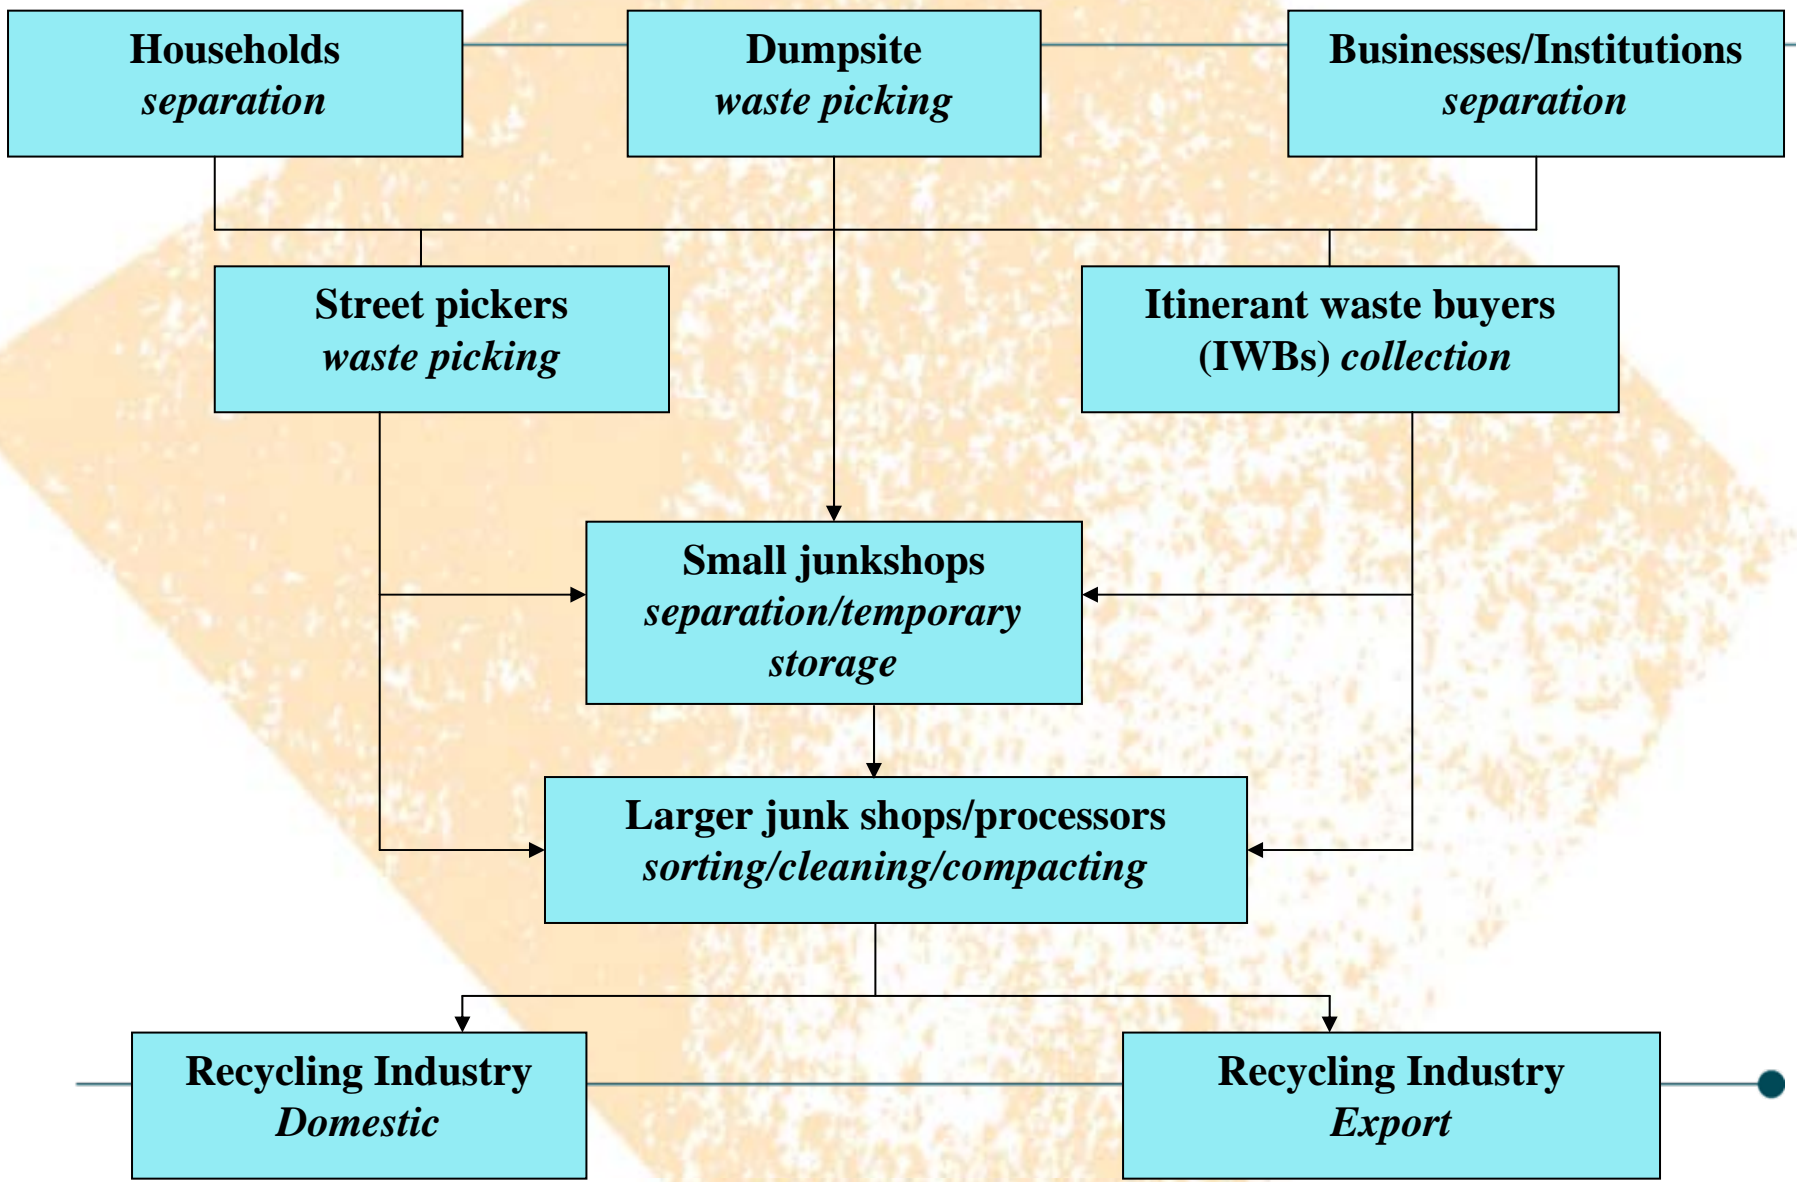 Households
separation
Dumpsite
waste picking
Businesses/Institutions
separation
Street pickers
waste picking
Itinerant waste buyers
(IWBs) collection
Small junkshops
separation/temporary
storage
Larger junk shops/processors
sorting/cleaning/compacting
Recycling Industry
Domestic
Recycling Industry
Export